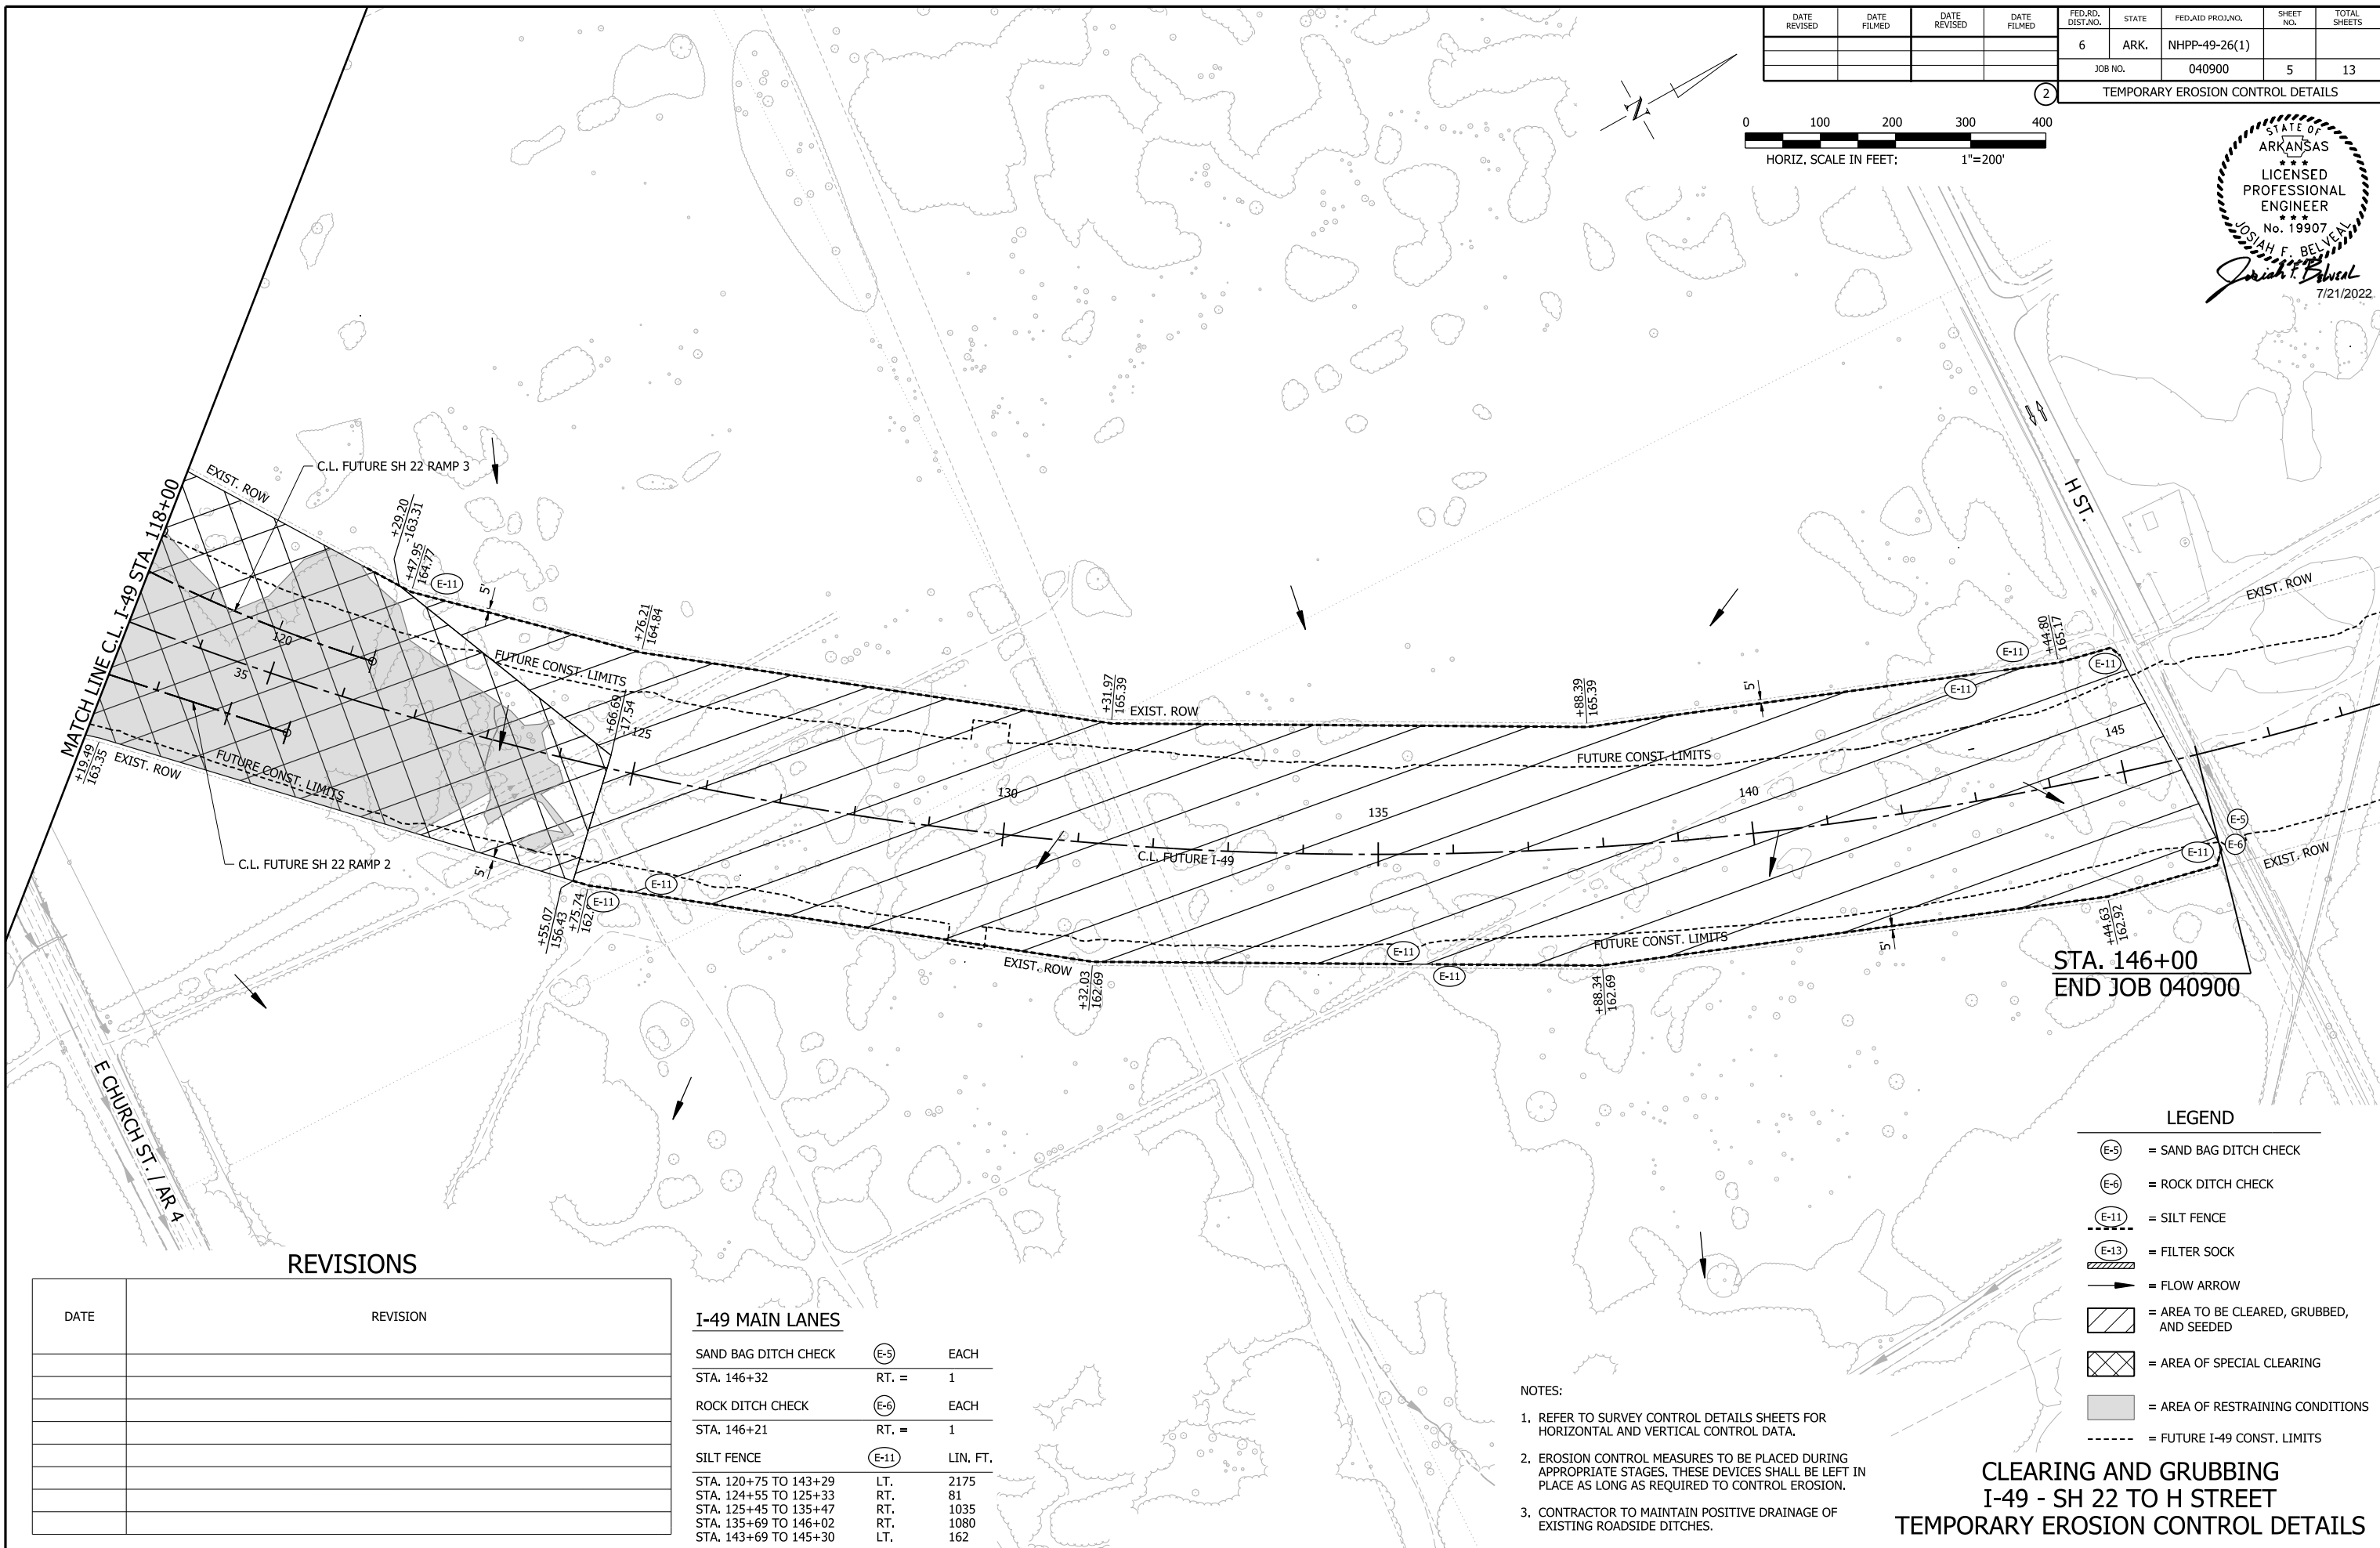 DATE REVISED
DATE FILMED
DATE REVISED
DATE FILMED
FED.RD. DIST.NO.
STATE
FED.AID PROJ.NO.
SHEET NO.
TOTAL SHEETS
6
ARK.
NHPP-49-26(1)
JOB NO.
040900
5
13
2
TEMPORARY EROSION CONTROL DETAILS
N
0
100
200
300
400
HORIZ. SCALE IN FEET:
1"=200'
STATE OF
ARKANSAS
LICENSED
PROFESSIONAL
ENGINEER
No. 19907
JOSIAH F. BELVEAL
Josiah F. Belveal
7/21/2022
MATCH LINE C.L. I-49 STA. 118+00
EXIST. ROW
C.L. FUTURE SH 22 RAMP 3
+29.20
-163.31
+47.95
164.77
E-11
5'
120
35
FUTURE CONST. LIMITS
+76.21
164.84
+66.69
-17.54
125
+19.49
163.35
EXIST. ROW
FUTURE CONST. LIMITS
C.L. FUTURE SH 22 RAMP 2
5'
+55.07
156.43
+75.74
162.
E-11
E-11
+31.97
165.39
EXIST. ROW
+88.39
165.39
5'
E-11
E-11
+44.80
165.17
E-11
H ST.
EXIST. ROW
FUTURE CONST. LIMITS
130
135
140
145
C.L. FUTURE I-49
E-5
E-6
E-11
EXIST. ROW
FUTURE CONST. LIMITS
EXIST. ROW
+32.03
162.69
E-11
E-11
+88.34
162.69
5'
+44.63
162.92
STA. 146+00
END JOB 040900
E CHURCH ST. / AR 4
LEGEND
E-5 = SAND BAG DITCH CHECK
E-6 = ROCK DITCH CHECK
E-11 = SILT FENCE
E-13 = FILTER SOCK
= FLOW ARROW
= AREA TO BE CLEARED, GRUBBED,
AND SEEDED
= AREA OF SPECIAL CLEARING
= AREA OF RESTRAINING CONDITIONS
= FUTURE I-49 CONST. LIMITS
REVISIONS
DATE
REVISION
I-49 MAIN LANES
SAND BAG DITCH CHECK E-5 EACH
STA. 146+32 RT. = 1
ROCK DITCH CHECK E-6 EACH
STA. 146+21 RT. = 1
SILT FENCE E-11 LIN. FT.
STA. 120+75 TO 143+29 LT. 2175
STA. 124+55 TO 125+33 RT. 81
STA. 125+45 TO 135+47 RT. 1035
STA. 135+69 TO 146+02 RT. 1080
STA. 143+69 TO 145+30 LT. 162
NOTES:
1. REFER TO SURVEY CONTROL DETAILS SHEETS FOR
HORIZONTAL AND VERTICAL CONTROL DATA.
2. EROSION CONTROL MEASURES TO BE PLACED DURING
APPROPRIATE STAGES. THESE DEVICES SHALL BE LEFT IN
PLACE AS LONG AS REQUIRED TO CONTROL EROSION.
3. CONTRACTOR TO MAINTAIN POSITIVE DRAINAGE OF
EXISTING ROADSIDE DITCHES.
CLEARING AND GRUBBING
I-49 - SH 22 TO H STREET
TEMPORARY EROSION CONTROL DETAILS